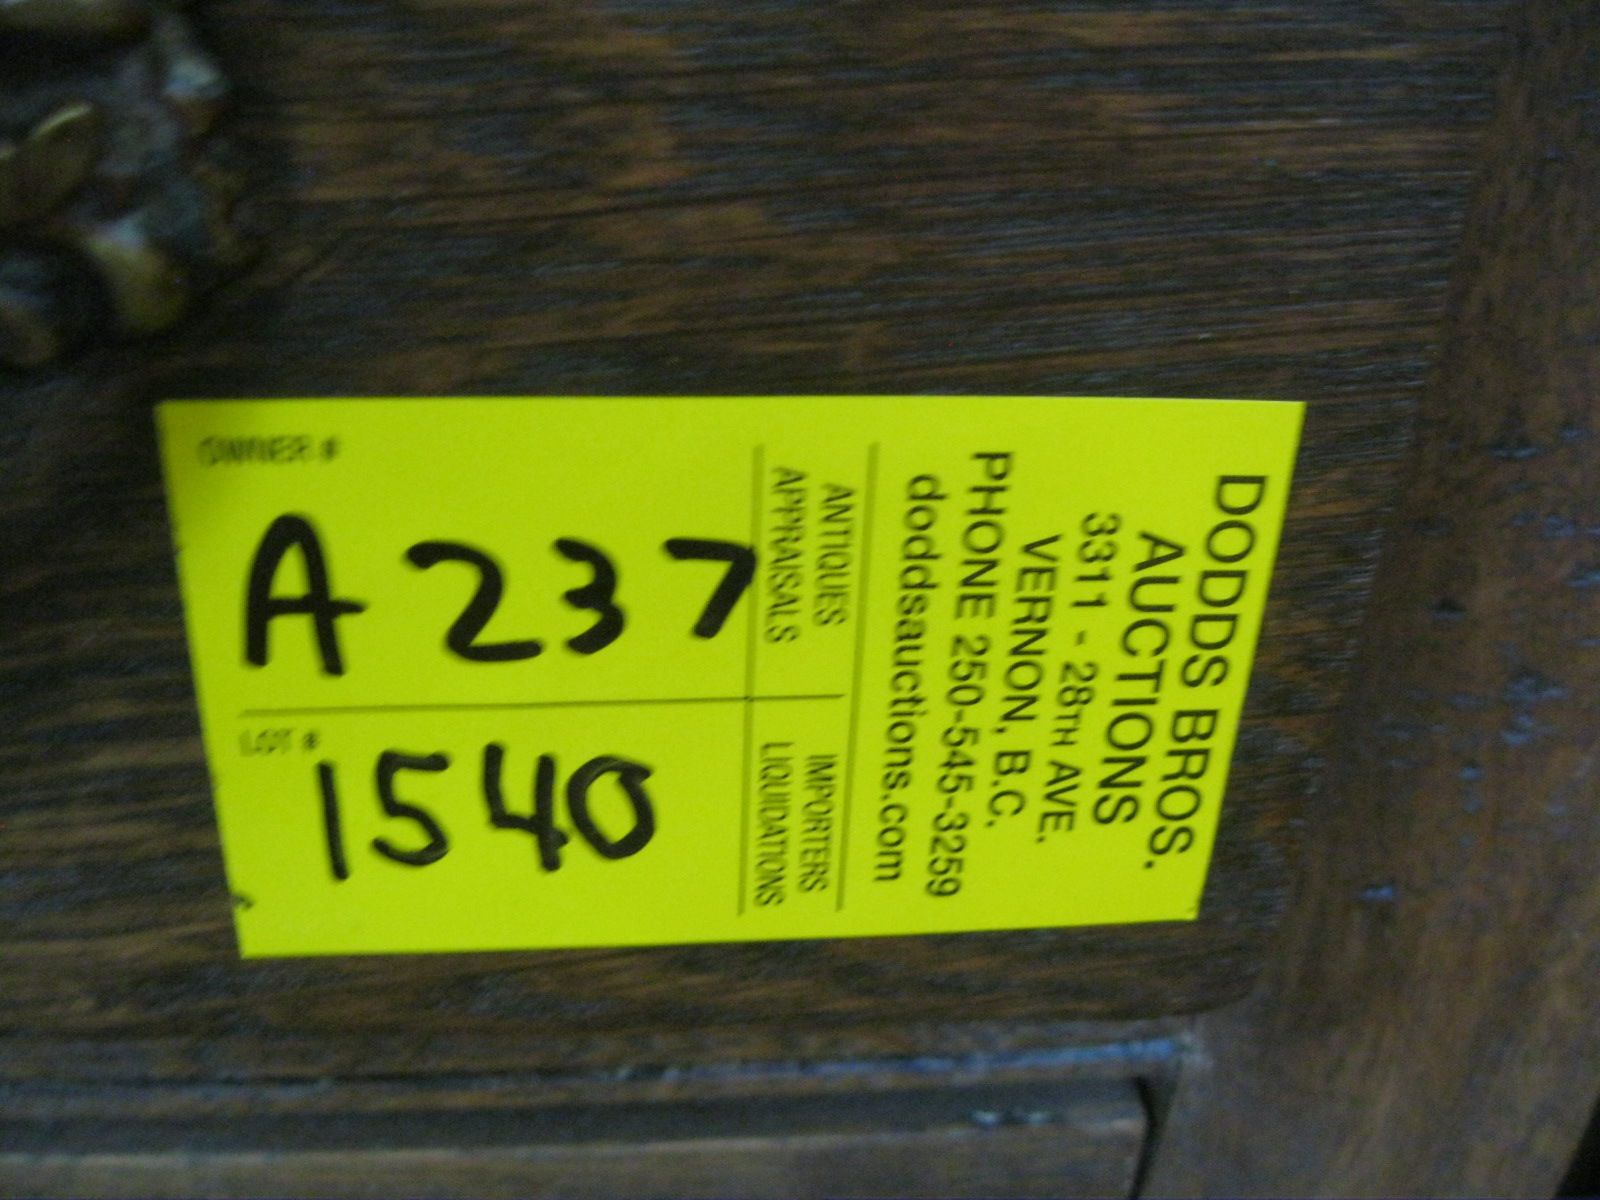 DODDS BROS.
AUCTIONS
3311 - 28TH AVE.
VERNON, B.C.
PHONE 250-545-3259
doddsauctions.com
ANTIQUES
APPRAISALS
IMPORTERS
LIQUIDATIONS
OWNER #
A 237
LOT #
1540